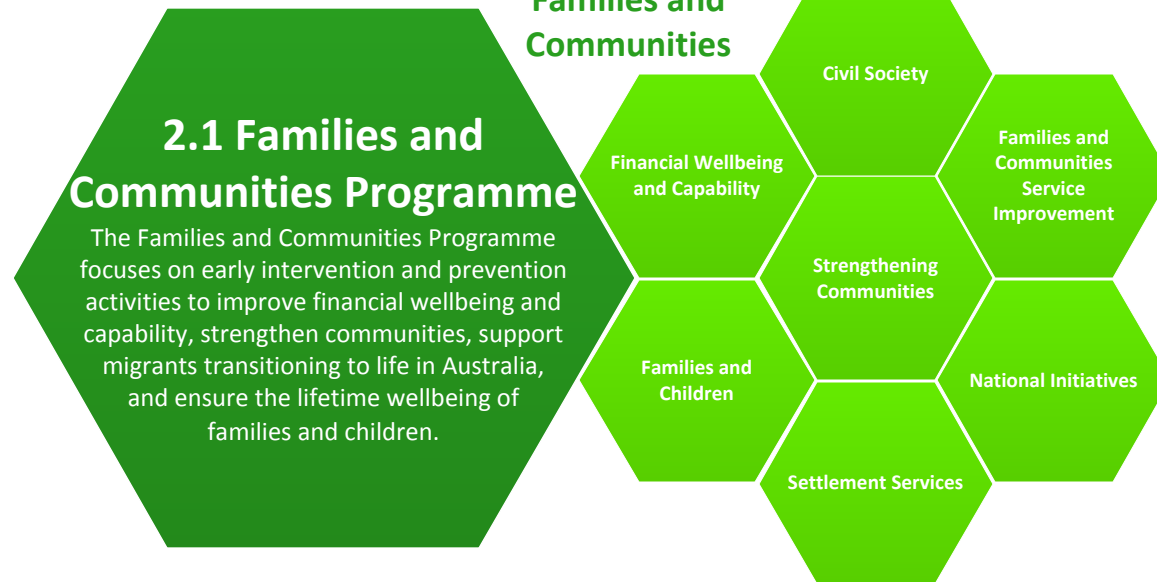 Families and
Communities
2.1 Families and
Communities Programme
The Families and Communities Programme
focuses on early intervention and prevention
activities to improve financial wellbeing and
capability, strengthen communities, support
migrants transitioning to life in Australia,
and ensure the lifetime wellbeing of
families and children.
Civil Society
Financial Wellbeing
and Capability
Families and
Communities
Service
Improvement
Strengthening
Communities
Families and
Children
National Initiatives
Settlement Services